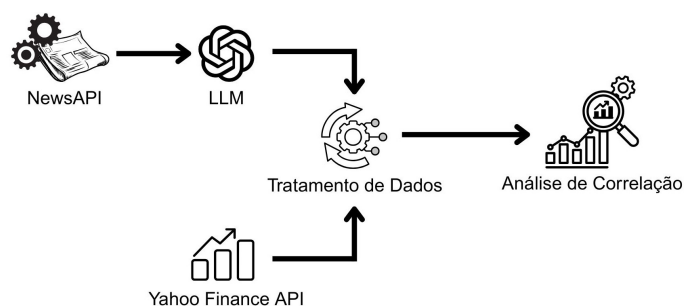 NewsAPI
LLM
Tratamento de Dados
Análise de Correlação
Yahoo Finance API